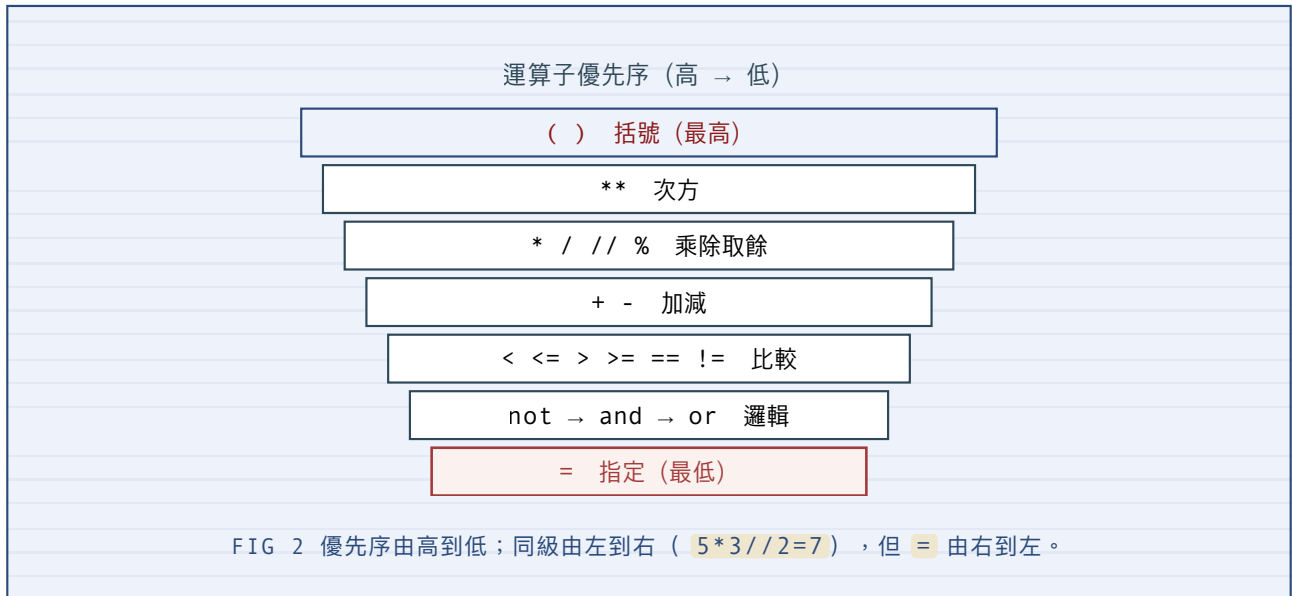 運算子優先序（高 → 低）
( ) 括號（最高）
** 次方
* / // % 乘除取餘
+ - 加減
< <= > >= == != 比較
not → and → or 邏輯
= 指定（最低）
FIG 2 優先序由高到低；同級由左到右（ 5*3//2=7 ），但 = 由右到左。